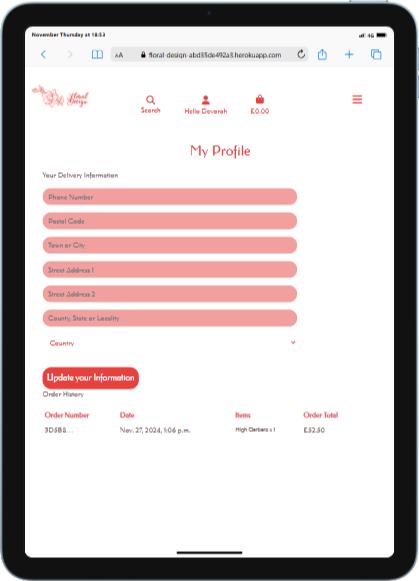 November Thursday at 18:53
4G
AA floral-design-abd35de492a3.herokuapp.com
Floral Design
Search
Hello Devorah
£0.00
My Profile
Your Delivery Information
Phone Number
Postal Code
Town or City
Street Address 1
Street Address 2
County, State or Locality
Country
Update your Information
Order History
Order Number Date Items Order Total
3D5B8... Nov. 27, 2024, 1:06 p.m. High Gerbera x 1 £52.50